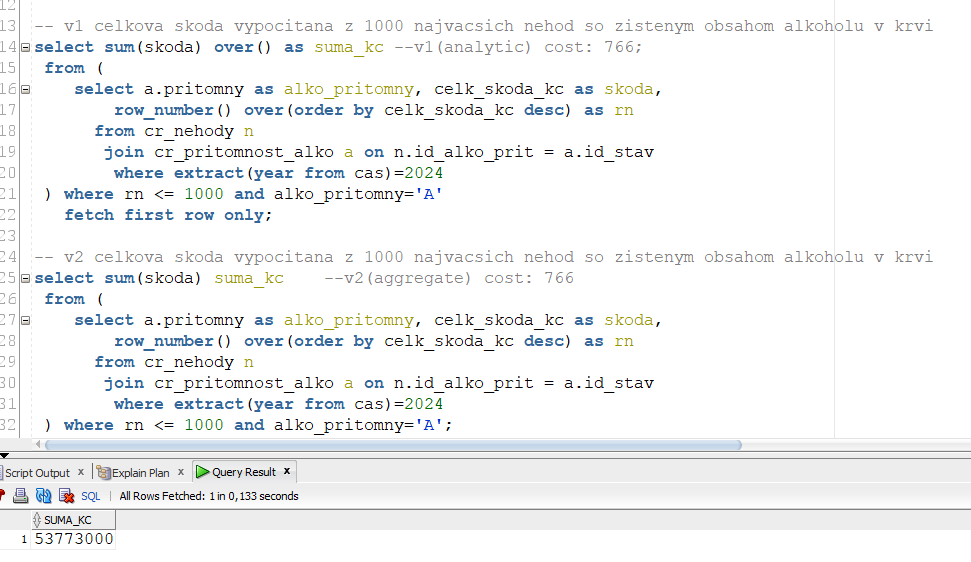 12
13 -- v1 celkova skoda vypocitana z 1000 najvacsich nehod so zistenym obsahom alkoholu v krvi
14 select sum(skoda) over() as suma_kc --v1(analytic) cost: 766;
15 from (
16 select a.pritomny as alko_pritomny, celk_skoda_kc as skoda,
17 row_number() over(order by celk_skoda_kc desc) as rn
18 from cr_nehody n
19 join cr_pritomnost_alko a on n.id_alko_prit = a.id_stav
20 where extract(year from cas)=2024
21 ) where rn <= 1000 and alko_pritomny='A'
22 fetch first row only;
23
24 -- v2 celkova skoda vypocitana z 1000 najvacsich nehod so zistenym obsahom alkoholu v krvi
25 select sum(skoda) suma_kc --v2(aggregate) cost: 766
26 from (
27 select a.pritomny as alko_pritomny, celk_skoda_kc as skoda,
28 row_number() over(order by celk_skoda_kc desc) as rn
29 from cr_nehody n
30 join cr_pritomnost_alko a on n.id_alko_prit = a.id_stav
31 where extract(year from cas)=2024
32 ) where rn <= 1000 and alko_pritomny='A';
Script Output x Explain Plan x Query Result x
SQL | All Rows Fetched: 1 in 0,133 seconds
SUMA_KC
1 53773000